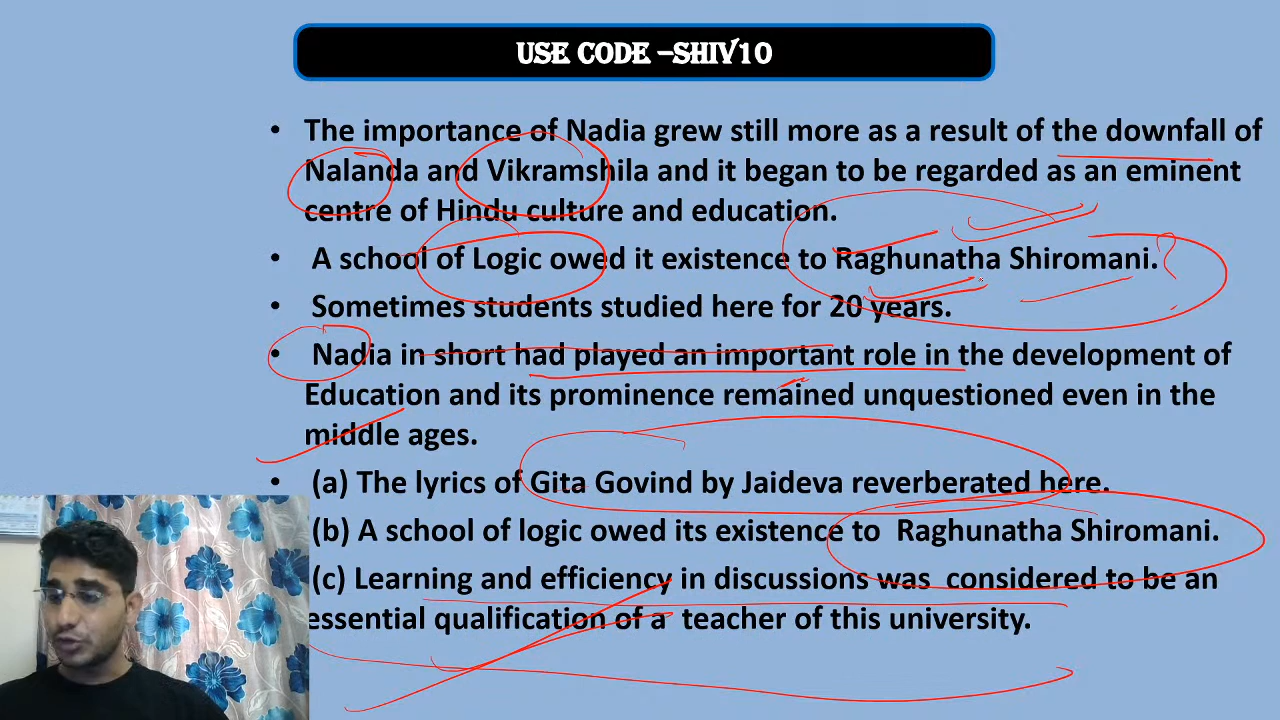 USE CODE –SHIV10
• The importance of Nadia grew still more as a result of the downfall of
Nalanda and Vikramshila and it began to be regarded as an eminent
centre of Hindu culture and education.
• A school of Logic owed it existence to Raghunatha Shiromani.
• Sometimes students studied here for 20 years.
• Nadia in short had played an important role in the development of
Education and its prominence remained unquestioned even in the
middle ages.
• (a) The lyrics of Gita Govind by Jaideva reverberated here.
(b) A school of logic owed its existence to Raghunatha Shiromani.
(c) Learning and efficiency in discussions was considered to be an
essential qualification of a teacher of this university.